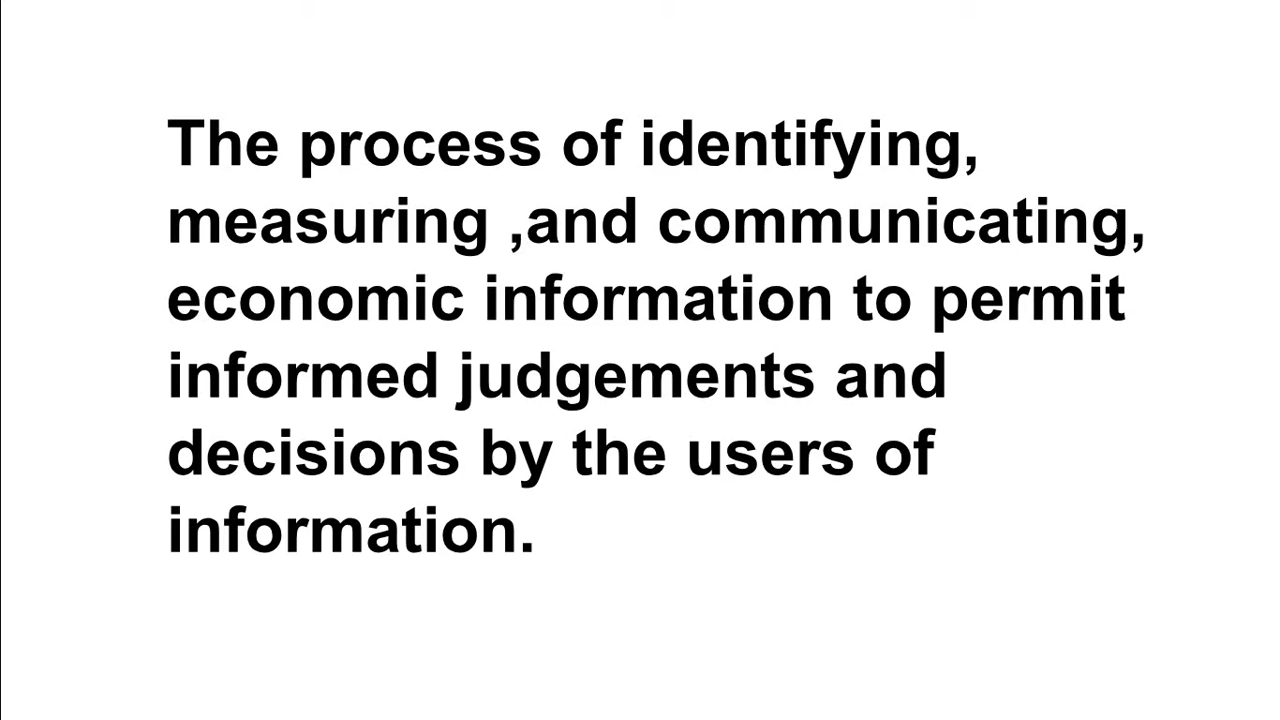 The process of identifying,
measuring ,and communicating,
economic information to permit
informed judgements and
decisions by the users of
information.